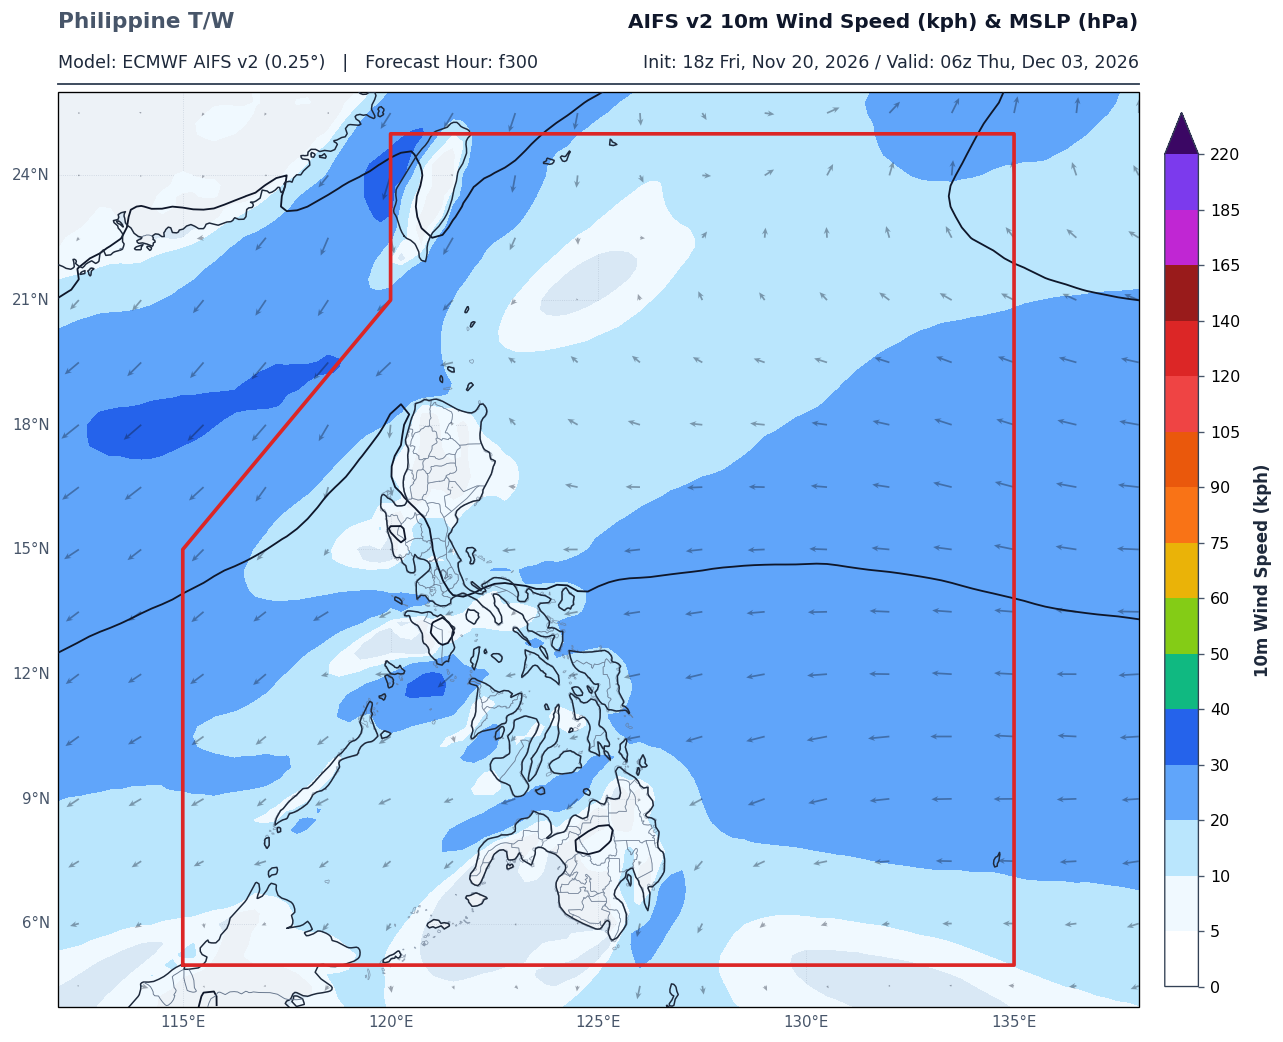 Philippine T/W
AIFS v2 10m Wind Speed (kph) & MSLP (hPa)
Model: ECMWF AIFS v2 (0.25°)   |   Forecast Hour: f300
Init: 18z Fri, Nov 20, 2026 / Valid: 06z Thu, Dec 03, 2026
24°N
21°N
18°N
15°N
12°N
9°N
6°N
115°E
120°E
125°E
130°E
135°E
220
185
165
140
120
105
90
75
60
50
40
30
20
10
5
0
10m Wind Speed (kph)